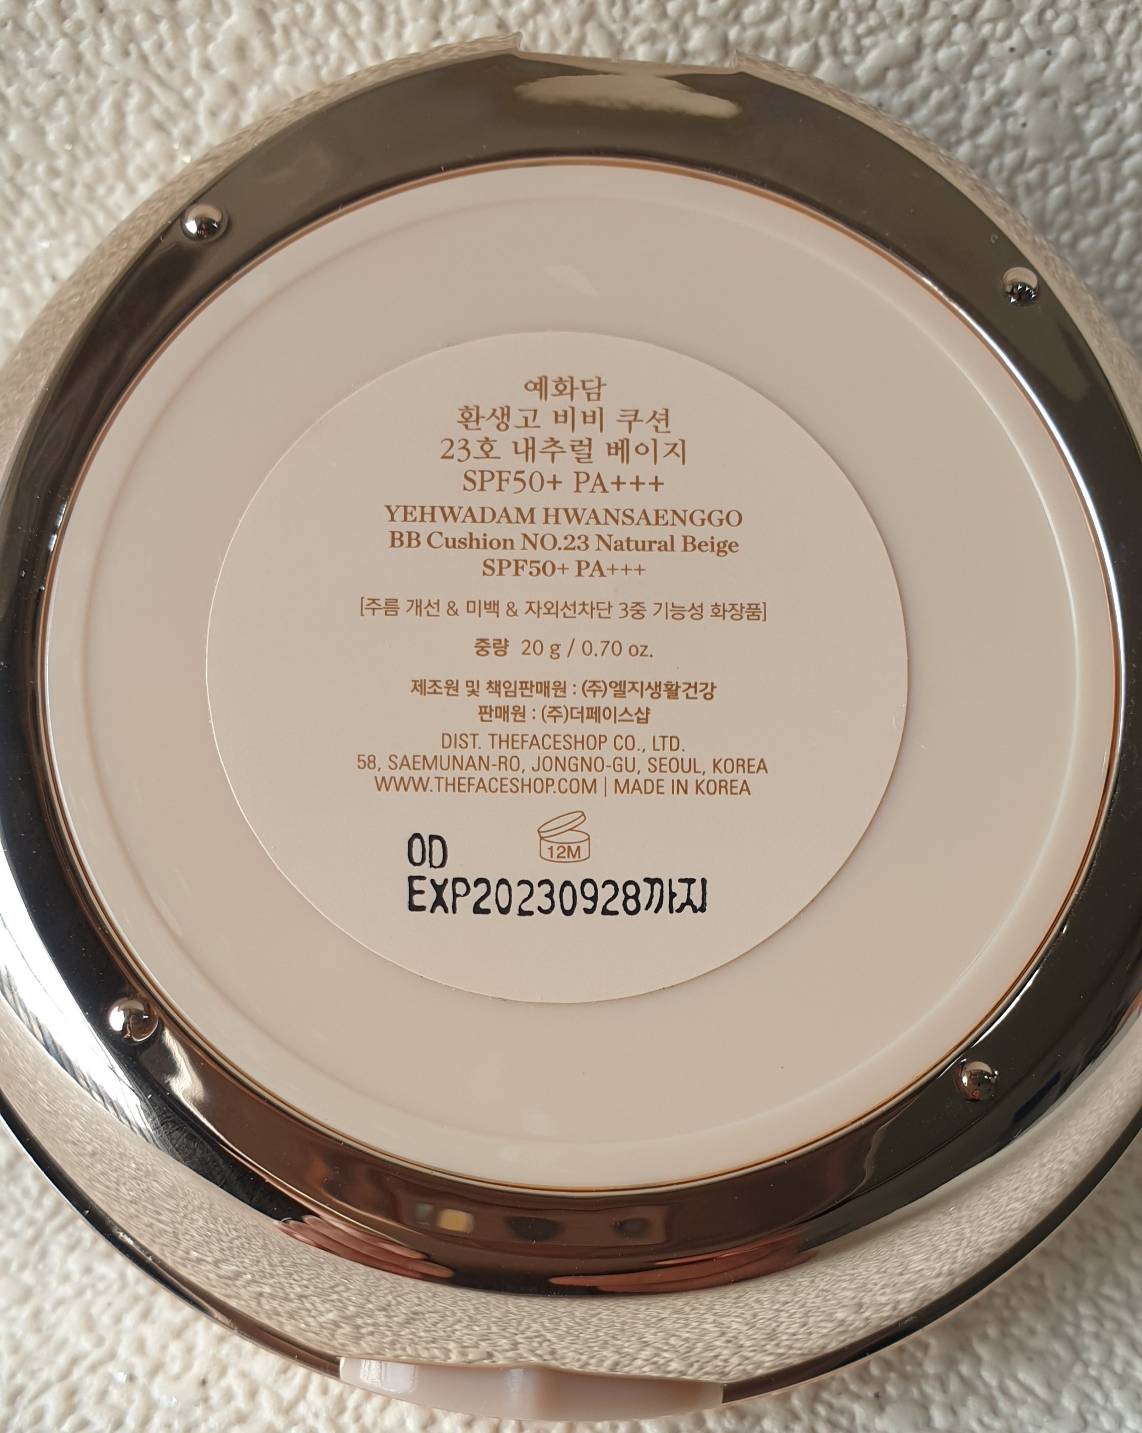 예화담
환생고 비비 쿠션
23호 내추럴 베이지
SPF50+ PA+++
YEHWADAM HWANSAENGGO
BB Cushion NO.23 Natural Beige
SPF50+ PA+++
[주름 개선 & 미백 & 자외선차단 3중 기능성 화장품]
중량 20 g / 0.70 oz.
제조원 및 책임판매원 : (주)엘지생활건강
판매원 : (주)더페이스샵
DIST. THEFACESHOP CO., LTD.
58, SAEMUNAN-RO, JONGNO-GU, SEOUL, KOREA
WWW.THEFACESHOP.COM | MADE IN KOREA
12M
OD
EXP20230928까지